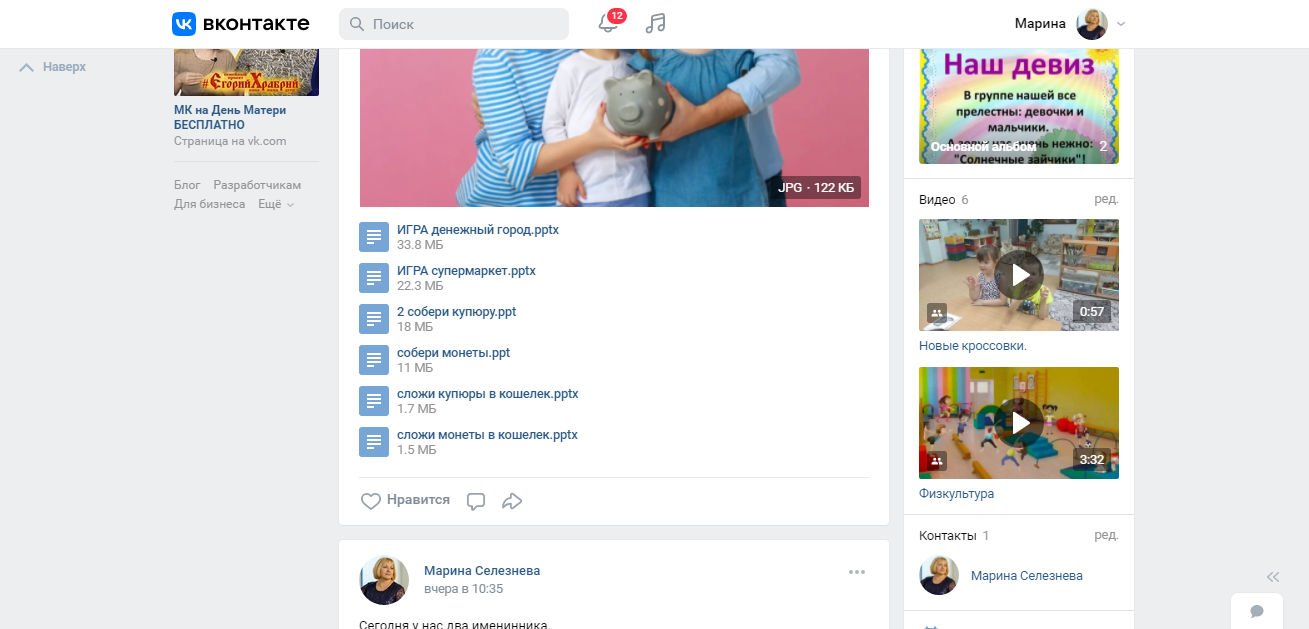 вконтакте
Поиск
12
Марина
Наверх
#ЕгорийХрабрий
МК на День Матери
БЕСПЛАТНО
Страница на vk.com
Блог Разработчикам
Для бизнеса Ещё
JPG · 122 КБ
ИГРА денежный город.pptx
33.8 МБ
ИГРА супермаркет.pptx
22.3 МБ
2 собери купюру.ppt
18 МБ
собери монеты.ppt
11 МБ
сложи купюры в кошелек.pptx
1.7 МБ
сложи монеты в кошелек.pptx
1.5 МБ
Нравится
Марина Селезнева
вчера в 10:35
Сегодня у нас два именинника.
Наш девиз
В группе нашей все
прелестны: девочки и
мальчики.
нежно:
Основной альбом 2
"Солнечные зайчики"!
Видео 6 ред.
0:57
Новые кроссовки.
3:32
Физкультура
Контакты 1 ред.
Марина Селезнева